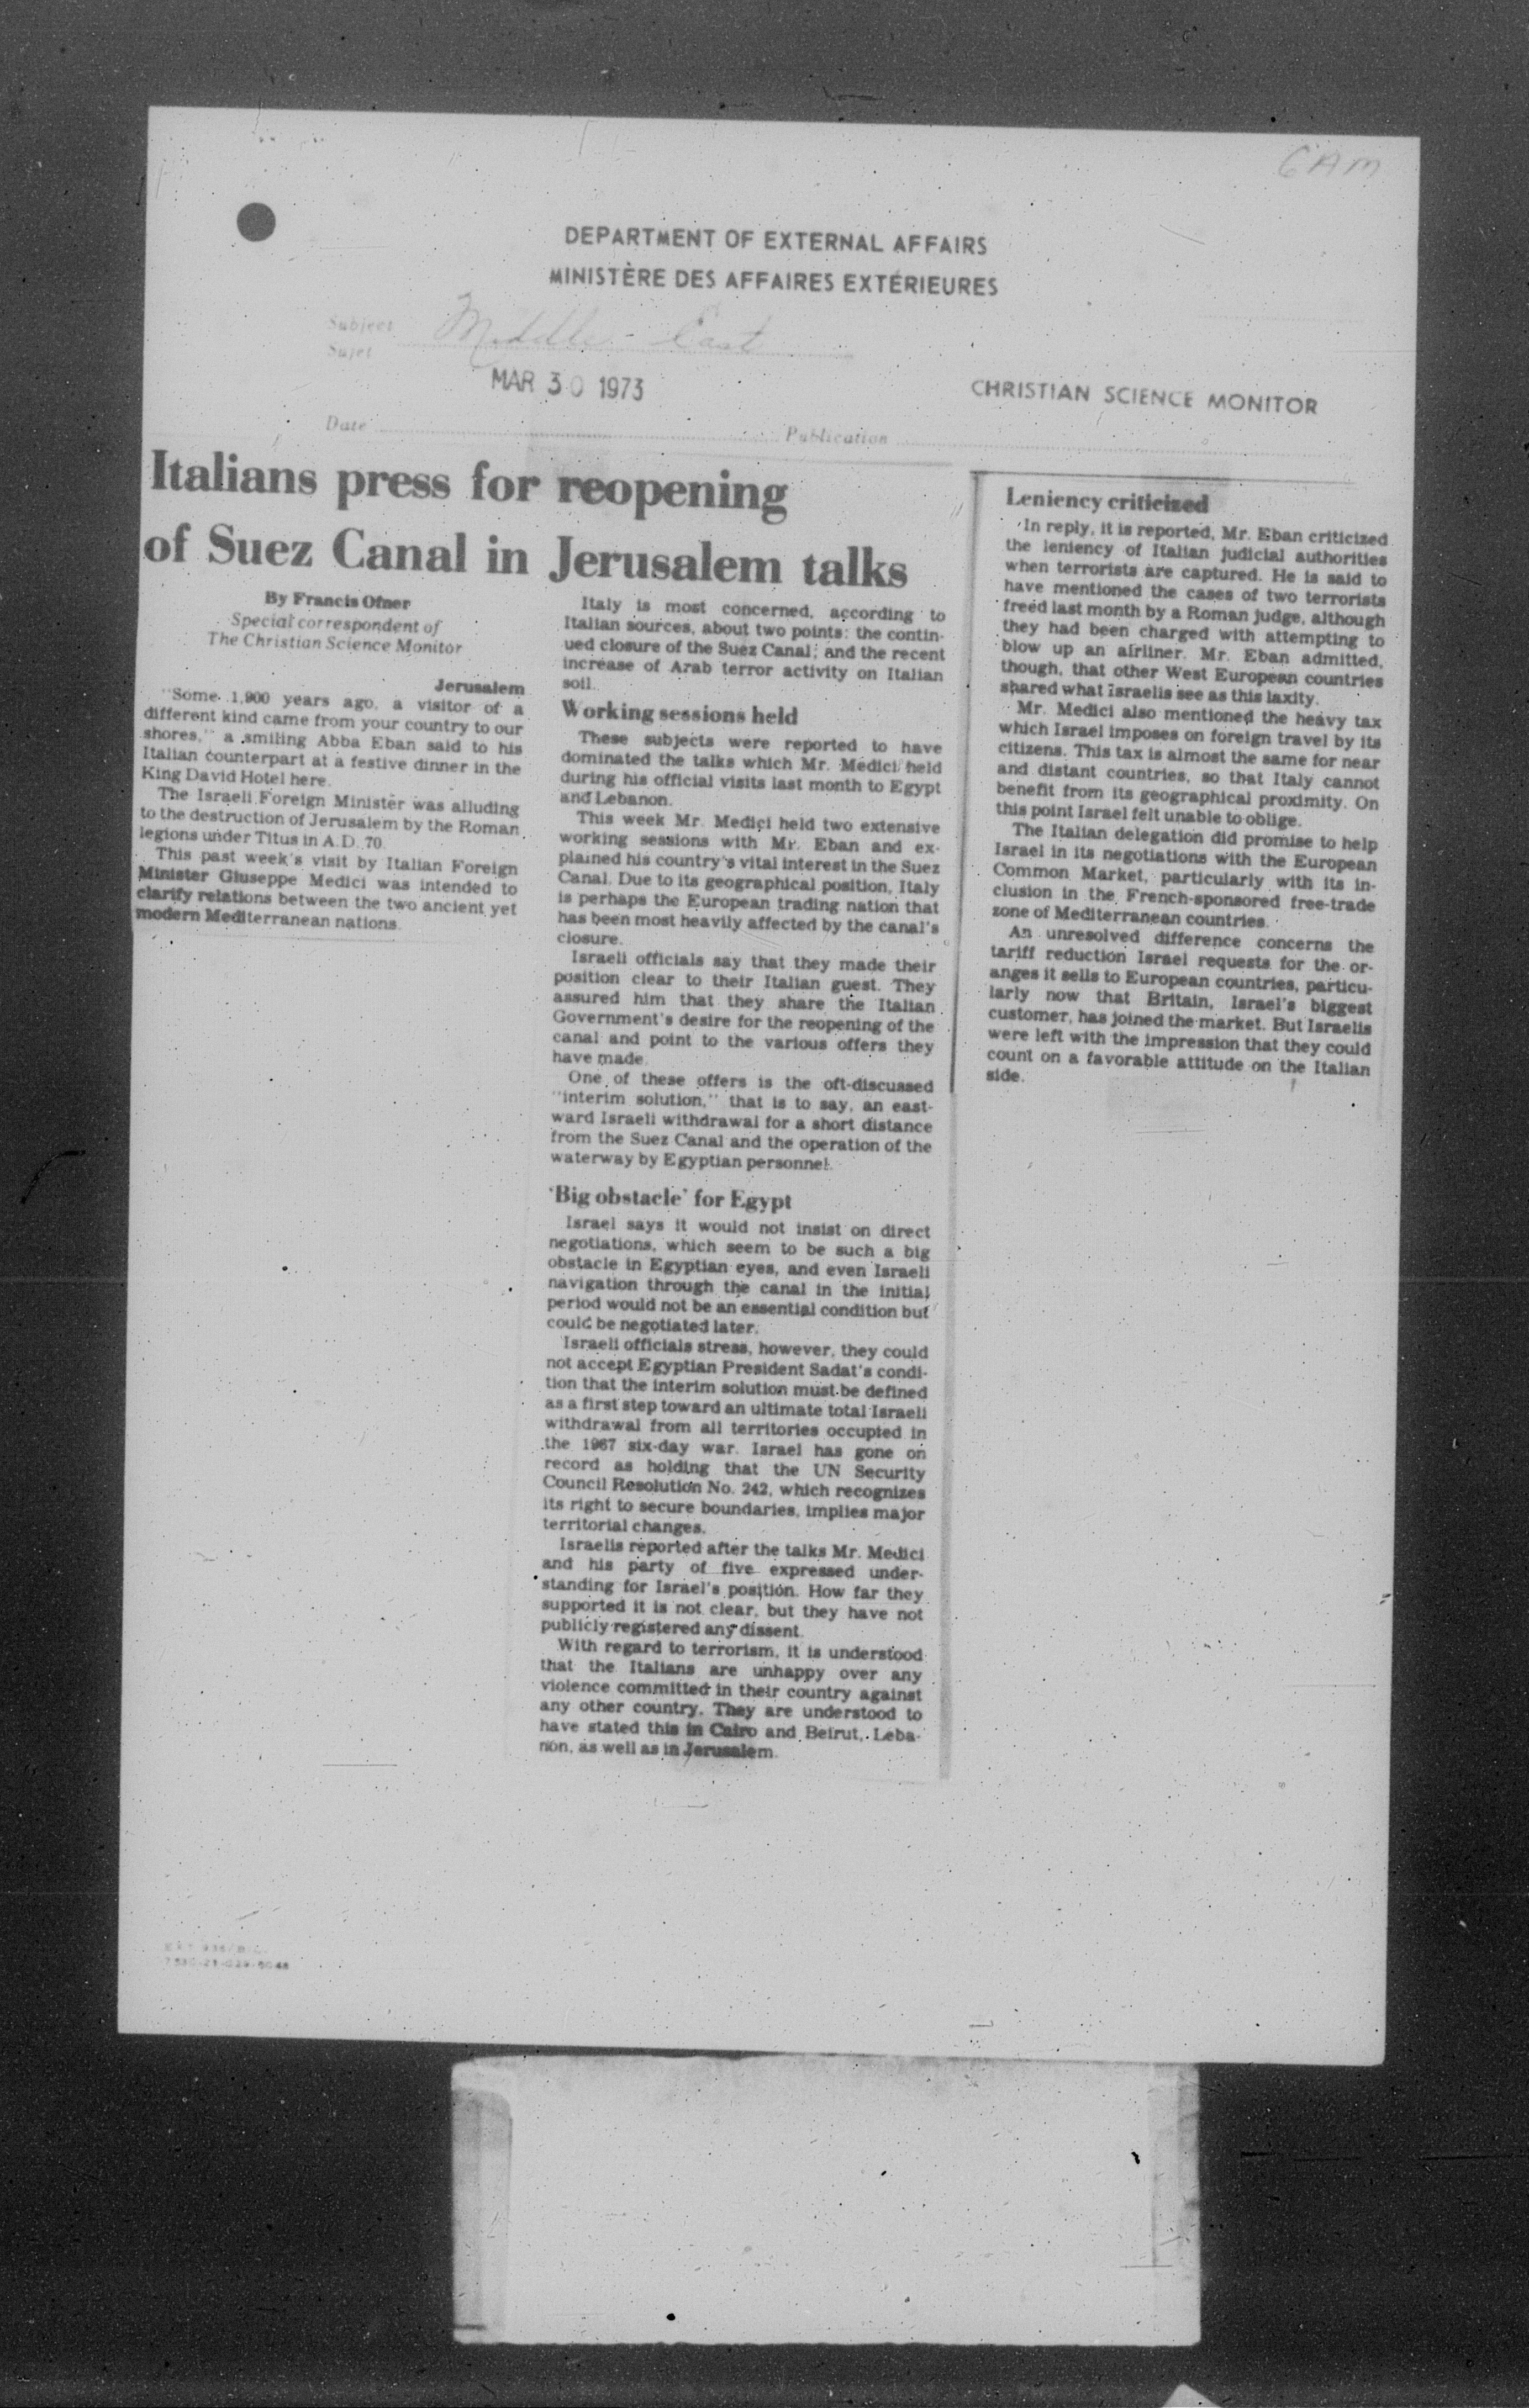 GAM
DEPARTMENT OF EXTERNAL AFFAIRS
MINISTÈRE DES AFFAIRES EXTÉRIEURES
Subject
Sujet
Middle-East
MAR 30 1973
CHRISTIAN SCIENCE MONITOR
Date
Publication
Italians press for reopening
of Suez Canal in Jerusalem talks
By Francis Ofner
Special correspondent of
The Christian Science Monitor
Jerusalem
"Some 1,900 years ago, a visitor of a
different kind came from your country to our
shores," a smiling Abba Eban said to his
Italian counterpart at a festive dinner in the
King David Hotel here.
The Israeli Foreign Minister was alluding
to the destruction of Jerusalem by the Roman
legions under Titus in A.D. 70.
This past week's visit by Italian Foreign
Minister Giuseppe Medici was intended to
clarify relations between the two ancient yet
modern Mediterranean nations.
Italy is most concerned, according to
Italian sources, about two points: the contin-
ued closure of the Suez Canal; and the recent
increase of Arab terror activity on Italian
soil.
Working sessions held
These subjects were reported to have
dominated the talks which Mr. Medici held
during his official visits last month to Egypt
and Lebanon.
This week Mr. Medici held two extensive
working sessions with Mr. Eban and ex-
plained his country's vital interest in the Suez
Canal. Due to its geographical position, Italy
is perhaps the European trading nation that
has been most heavily affected by the canal's
closure.
Israeli officials say that they made their
position clear to their Italian guest. They
assured him that they share the Italian
Government's desire for the reopening of the
canal and point to the various offers they
have made.
One of these offers is the oft-discussed
"interim solution," that is to say, an east-
ward Israeli withdrawal for a short distance
from the Suez Canal and the operation of the
waterway by Egyptian personnel.
'Big obstacle' for Egypt
Israel says it would not insist on direct
negotiations, which seem to be such a big
obstacle in Egyptian eyes, and even Israeli
navigation through the canal in the initial
period would not be an essential condition but
could be negotiated later.
Israeli officials stress, however, they could
not accept Egyptian President Sadat's condi-
tion that the interim solution must be defined
as a first step toward an ultimate total Israeli
withdrawal from all territories occupied in
the 1967 six-day war. Israel has gone on
record as holding that the UN Security
Council Resolution No. 242, which recognizes
its right to secure boundaries, implies major
territorial changes.
Israelis reported after the talks Mr. Medici
and his party of five expressed under-
standing for Israel's position. How far they
supported it is not clear, but they have not
publicly registered any dissent.
With regard to terrorism, it is understood
that the Italians are unhappy over any
violence committed in their country against
any other country. They are understood to
have stated this in Cairo and Beirut, Leba-
non, as well as in Jerusalem.
Leniency criticized
In reply, it is reported, Mr. Eban criticized
the leniency of Italian judicial authorities
when terrorists are captured. He is said to
have mentioned the cases of two terrorists
freed last month by a Roman judge, although
they had been charged with attempting to
blow up an airliner. Mr. Eban admitted,
though, that other West European countries
shared what Israelis see as this laxity.
Mr. Medici also mentioned the heavy tax
which Israel imposes on foreign travel by its
citizens. This tax is almost the same for near
and distant countries, so that Italy cannot
benefit from its geographical proximity. On
this point Israel felt unable to oblige.
The Italian delegation did promise to help
Israel in its negotiations with the European
Common Market, particularly with its in-
clusion in the French-sponsored free-trade
zone of Mediterranean countries.
An unresolved difference concerns the
tariff reduction Israel requests for the or-
anges it sells to European countries, particu-
larly now that Britain, Israel's biggest
customer, has joined the market. But Israelis
were left with the impression that they could
count on a favorable attitude on the Italian
side.